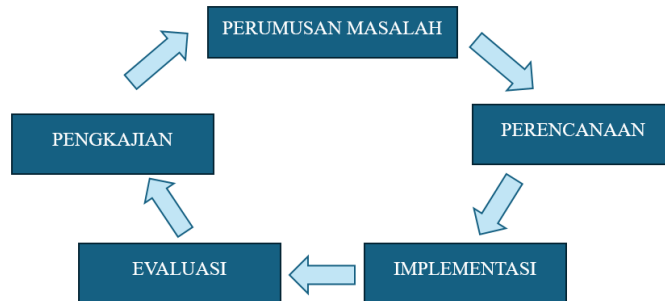 PERUMUSAN MASALAH
PERENCANAAN
PENGKAJIAN
EVALUASI
IMPLEMENTASI